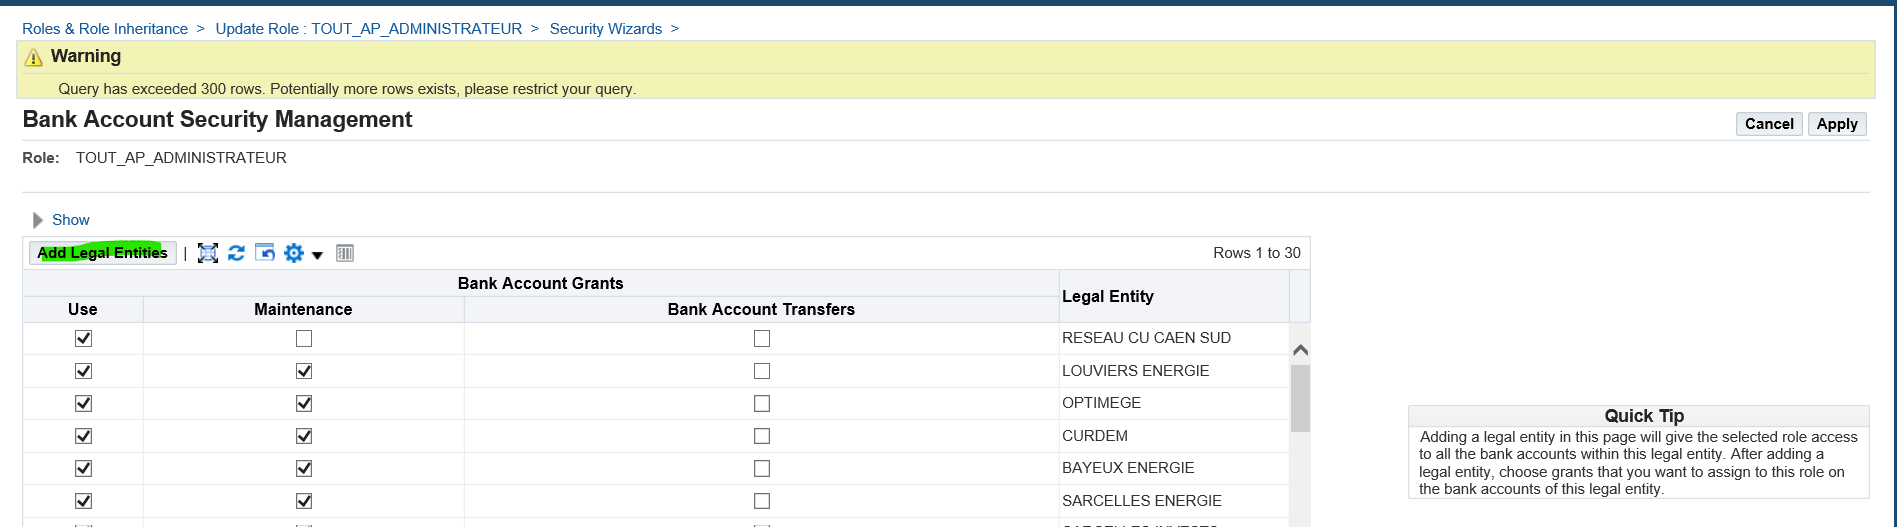 Roles & Role Inheritance > Update Role : TOUT_AP_ADMINISTRATEUR > Security Wizards >
Warning
Query has exceeded 300 rows. Potentially more rows exists, please restrict your query.
Bank Account Security Management
Cancel Apply
Role: TOUT_AP_ADMINISTRATEUR
Show
Add Legal Entities | Rows 1 to 30
Bank Account Grants
Legal Entity
Use Maintenance Bank Account Transfers
RESEAU CU CAEN SUD
LOUVIERS ENERGIE
OPTIMEGE
CURDEM
BAYEUX ENERGIE
SARCELLES ENERGIE
Quick Tip
Adding a legal entity in this page will give the selected role access
to all the bank accounts within this legal entity. After adding a
legal entity, choose grants that you want to assign to this role on
the bank accounts of this legal entity.